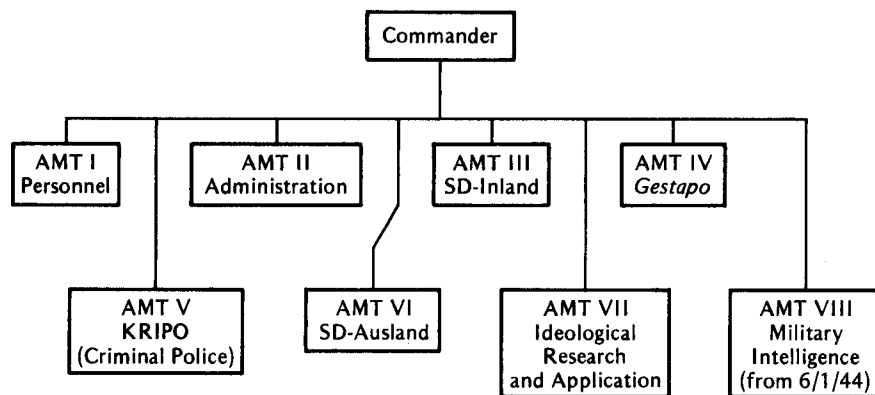 Commander
AMT I
Personnel
AMT II
Administration
AMT III
SD-Inland
AMT IV
Gestapo
AMT V
KRIPO
(Criminal Police)
AMT VI
SD-Ausland
AMT VII
Ideological
Research
and Application
AMT VIII
Military
Intelligence
(from 6/1/44)